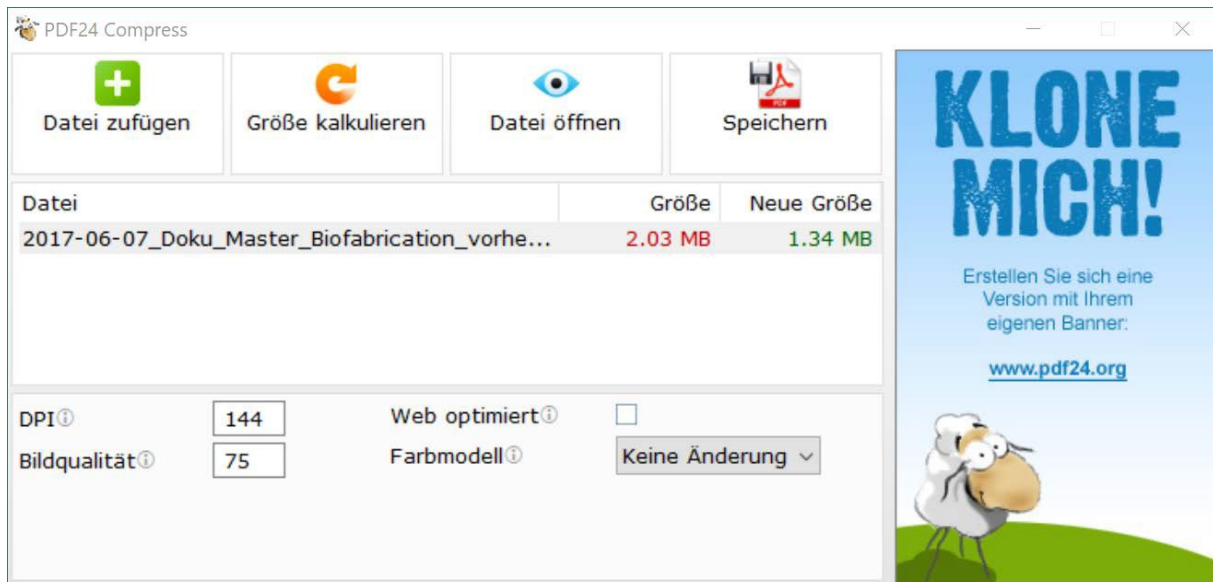 PDF24 Compress
Datei zufügen
Größe kalkulieren
Datei öffnen
Speichern
PDF
Datei Größe Neue Größe
2017-06-07_Doku_Master_Biofabrication_vorhe... 2.03 MB 1.34 MB
DPI 144 Web optimiert
Bildqualität 75 Farbmodell Keine Änderung
KLONE
MICH!
Erstellen Sie sich eine
Version mit Ihrem
eigenen Banner:
www.pdf24.org